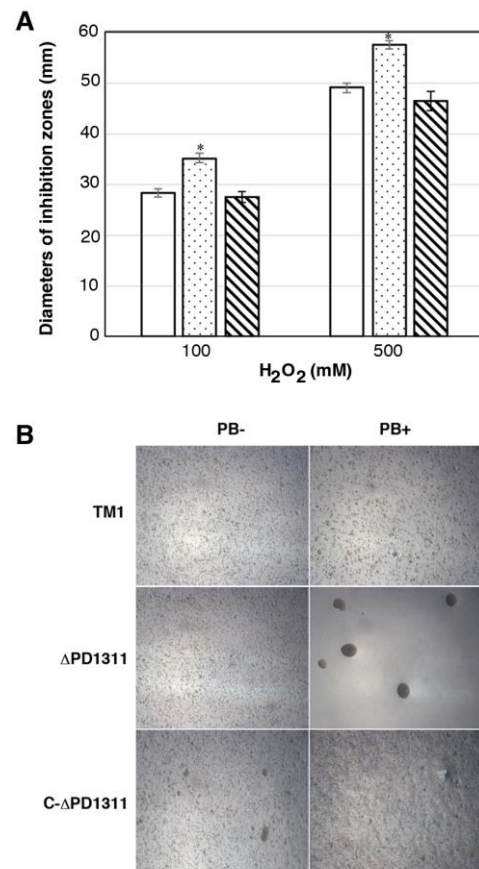 A
Diameters of inhibition zones (mm)
60
50
40
30
20
10
0
*
*
100
500
H₂O₂ (mM)
B
PB-
PB+
TM1
ΔPD1311
C-ΔPD1311